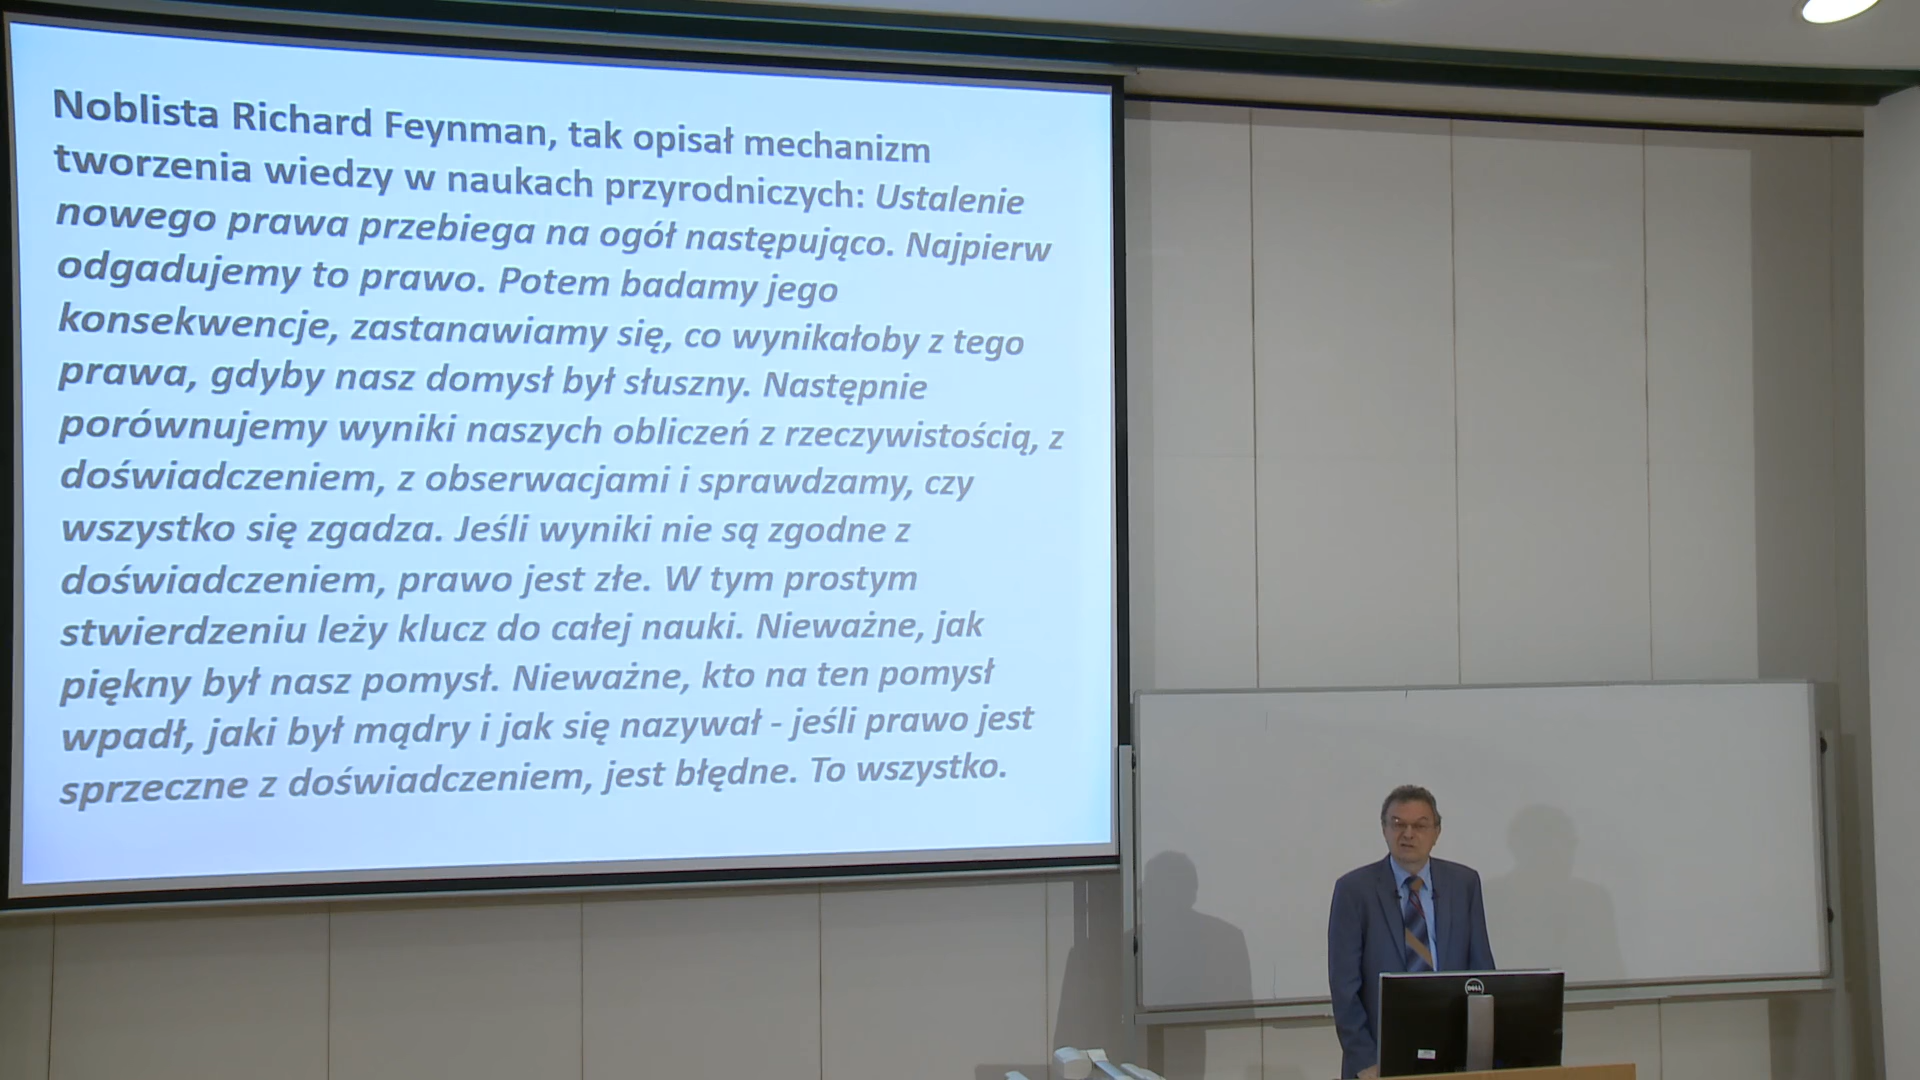 Noblista Richard Feynman, tak opisał mechanizm
tworzenia wiedzy w naukach przyrodniczych: Ustalenie
nowego prawa przebiega na ogół następująco. Najpierw
odgadujemy to prawo. Potem badamy jego
konsekwencje, zastanawiamy się, co wynikałoby z tego
prawa, gdyby nasz domysł był słuszny. Następnie
porównujemy wyniki naszych obliczeń z rzeczywistością, z
doświadczeniem, z obserwacjami i sprawdzamy, czy
wszystko się zgadza. Jeśli wyniki nie są zgodne z
doświadczeniem, prawo jest złe. W tym prostym
stwierdzeniu leży klucz do całej nauki. Nieważne, jak
piękny był nasz pomysł. Nieważne, kto na ten pomysł
wpadł, jaki był mądry i jak się nazywał - jeśli prawo jest
sprzeczne z doświadczeniem, jest błędne. To wszystko.
DELL